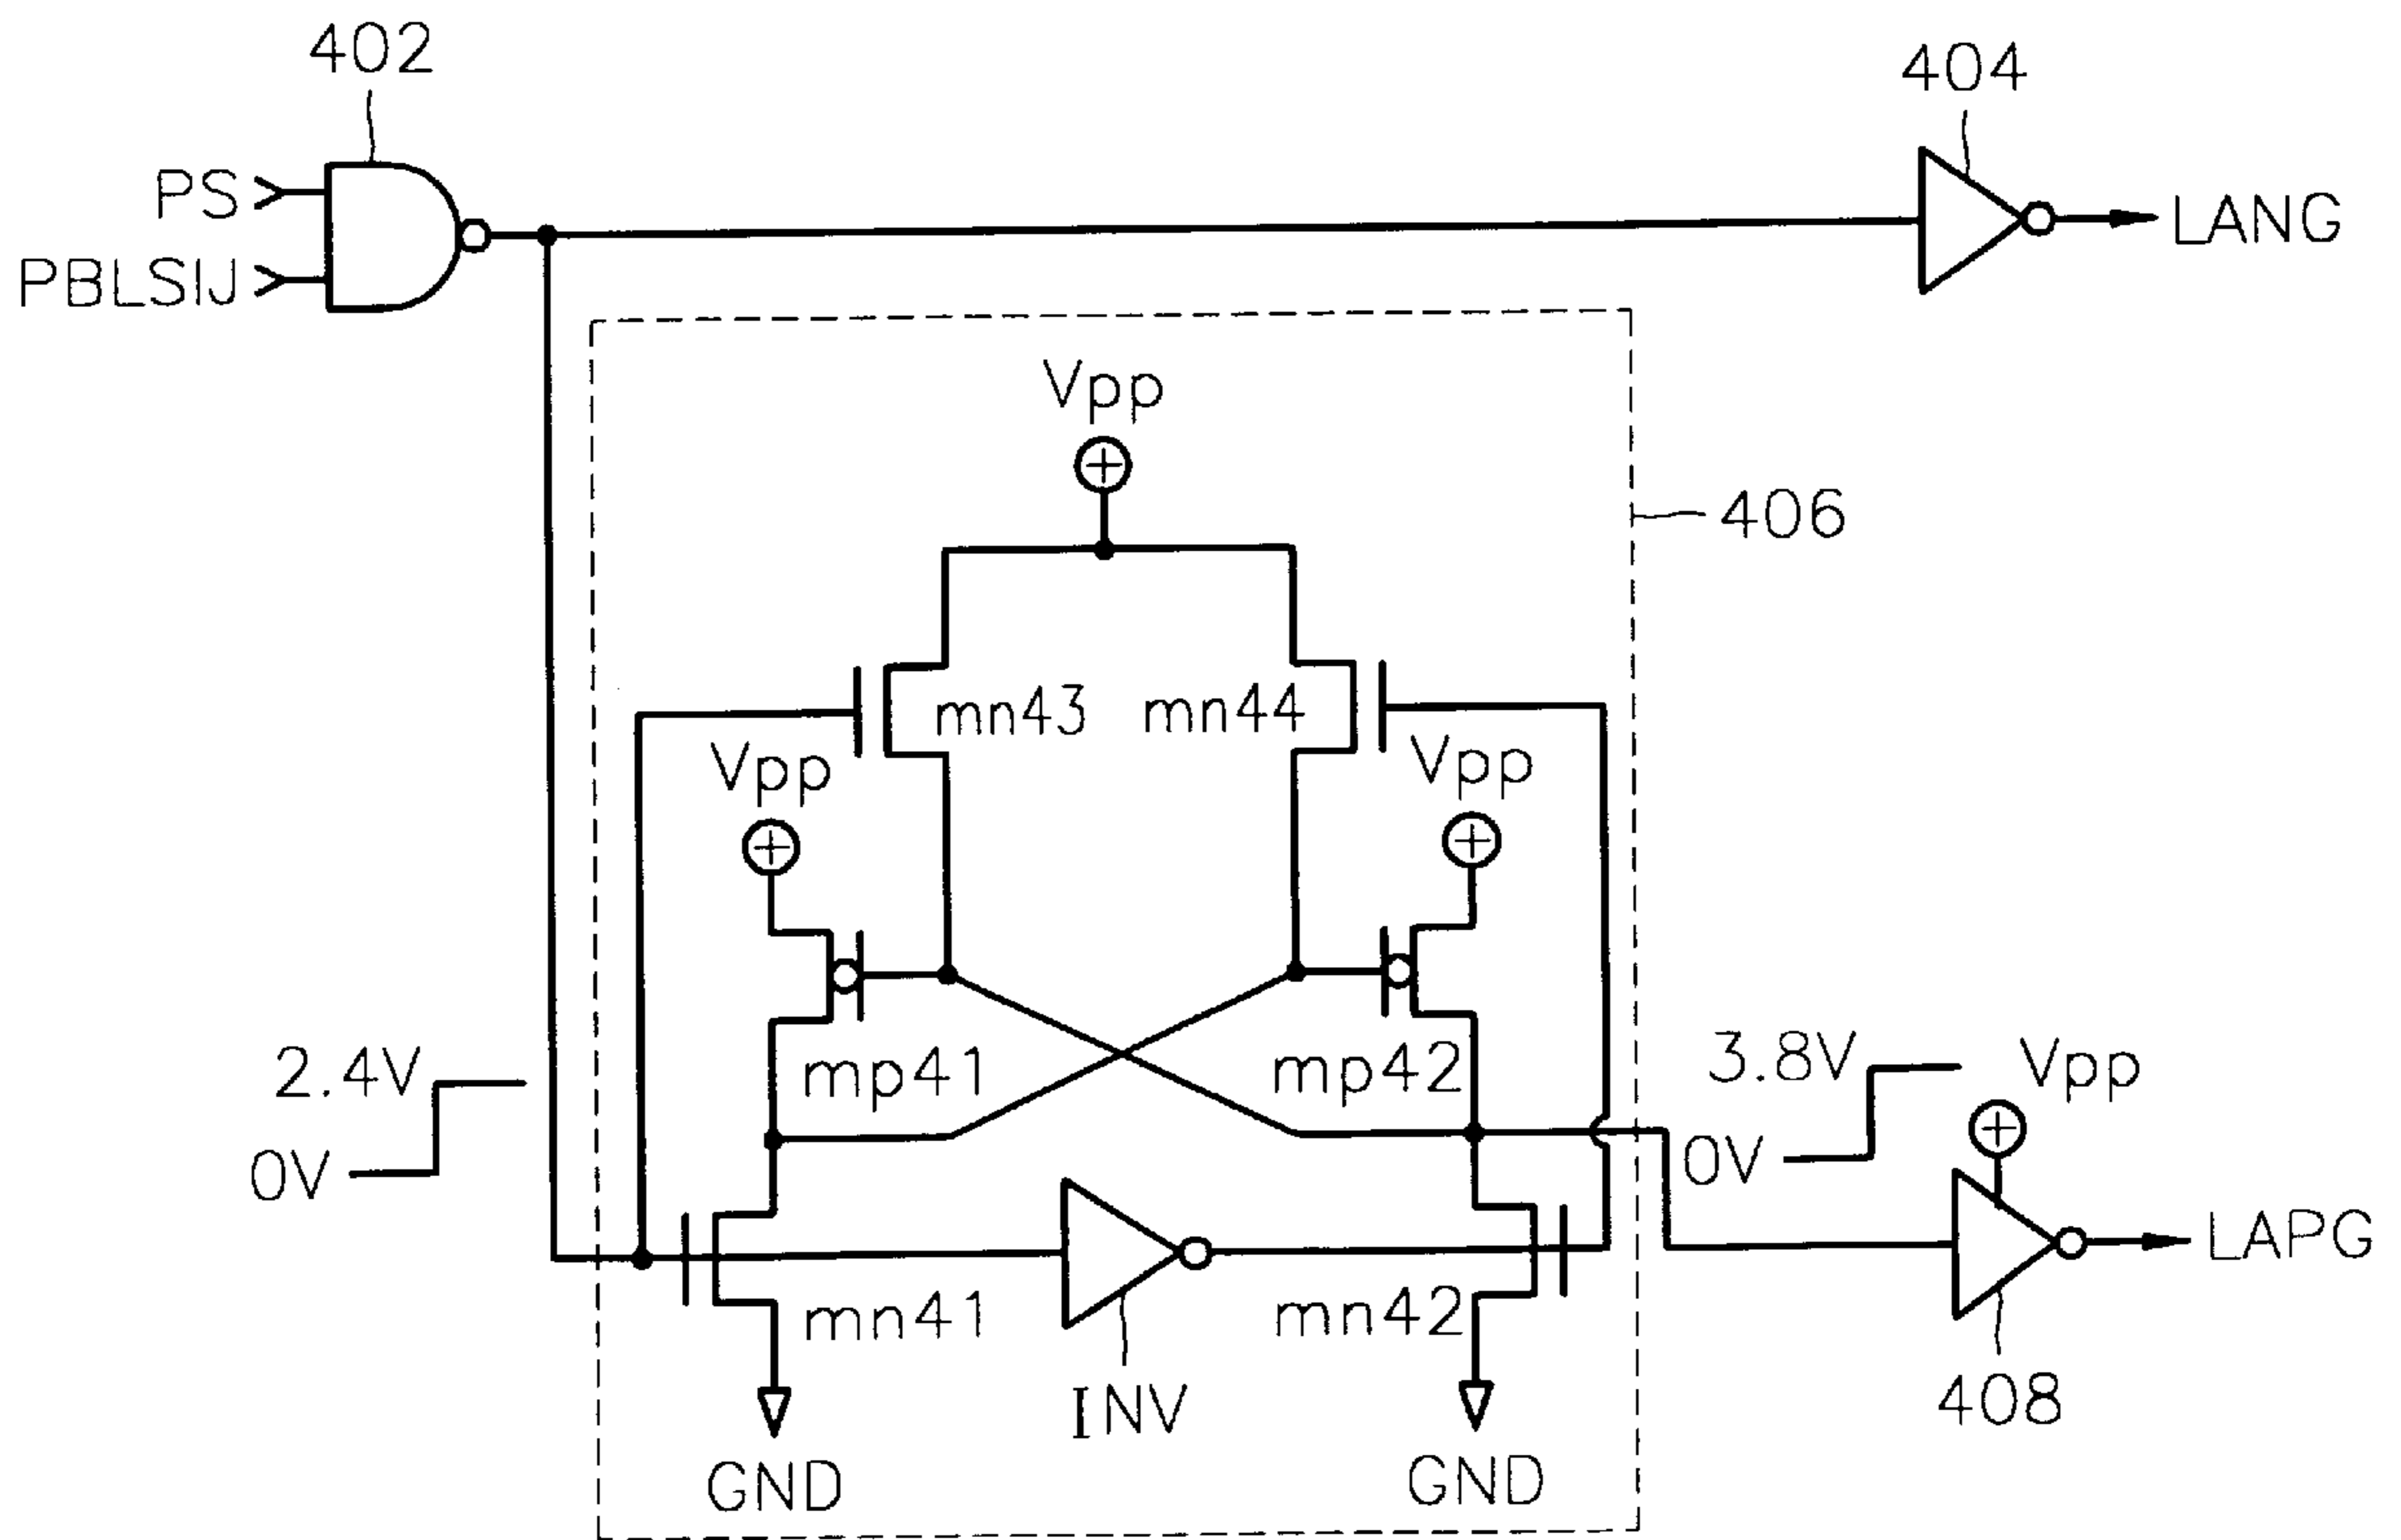 402
404
PS
LANG
PBLSIJ
Vpp
406
mn43
mn44
Vpp
Vpp
2.4V
mp41
mp42
3.8V
Vpp
0V
0V
LAPG
mn41
mn42
INV
408
GND
GND